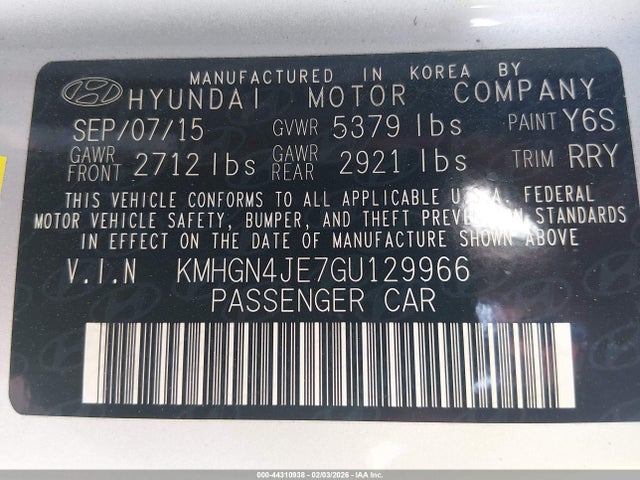 MANUFACTURED IN KOREA BY
HYUNDAI MOTOR COMPANY
SEP/07/15 GVWR 5379 lbs PAINT Y6S
GAWR FRONT 2712 lbs GAWR REAR 2921 lbs TRIM RRY
THIS VEHICLE CONFORMS TO ALL APPLICABLE U.S.A. FEDERAL
MOTOR VEHICLE SAFETY, BUMPER, AND THEFT PREVENTION STANDARDS
IN EFFECT ON THE DATE OF MANUFACTURE SHOWN ABOVE
V.I.N KMHGN4JE7GU129966
PASSENGER CAR
000-44310938 - 02/03/2026 - Copyright © IAA, Inc.